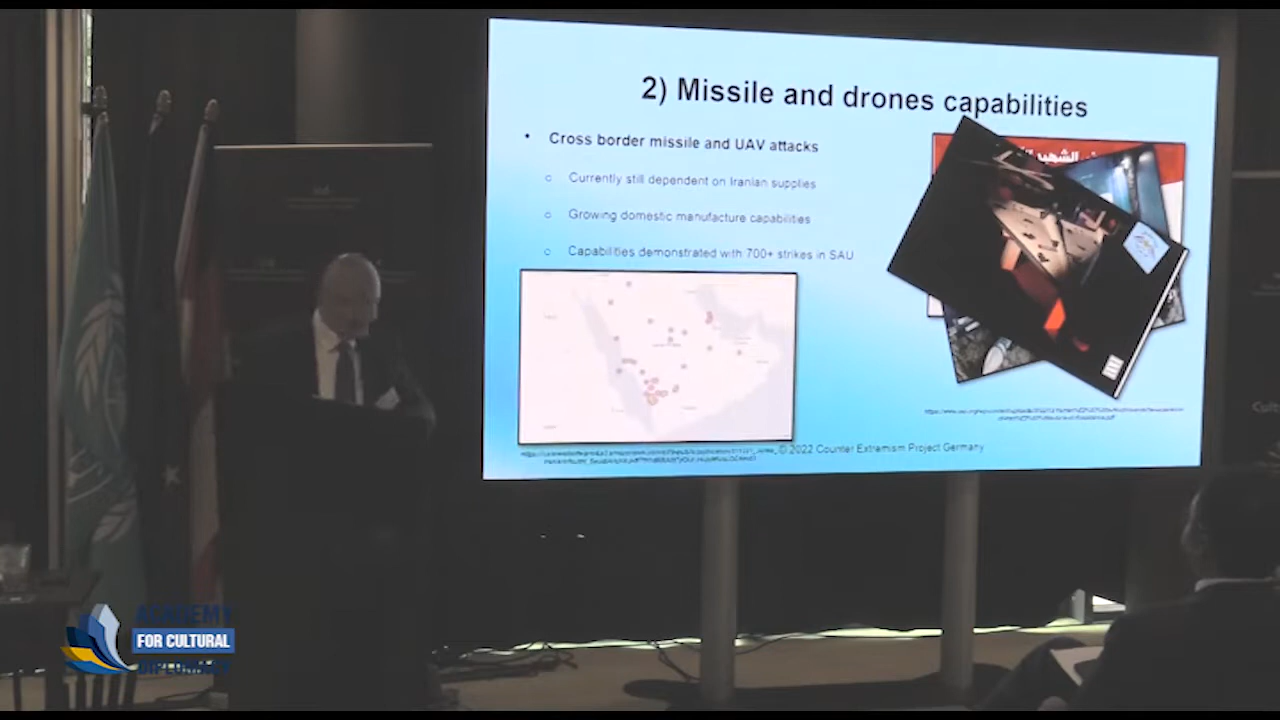 2) Missile and drones capabilities
• Cross border missile and UAV attacks
○ Currently still dependent on Iranian supplies
○ Growing domestic manufacture capabilities
○ Capabilities demonstrated with 700+ strikes in SAU
الشهيد
© 2022 Counter Extremism Project Germany
ACADEMY
FOR CULTURAL
DIPLOMACY